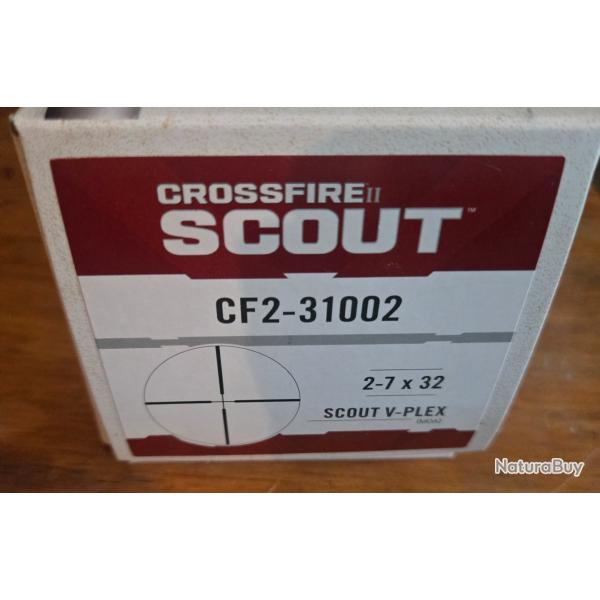 CROSSFIRE II
SCOUT™
CF2-31002
2-7 x 32
SCOUT V-PLEX
(MOA)
NaturaBuy